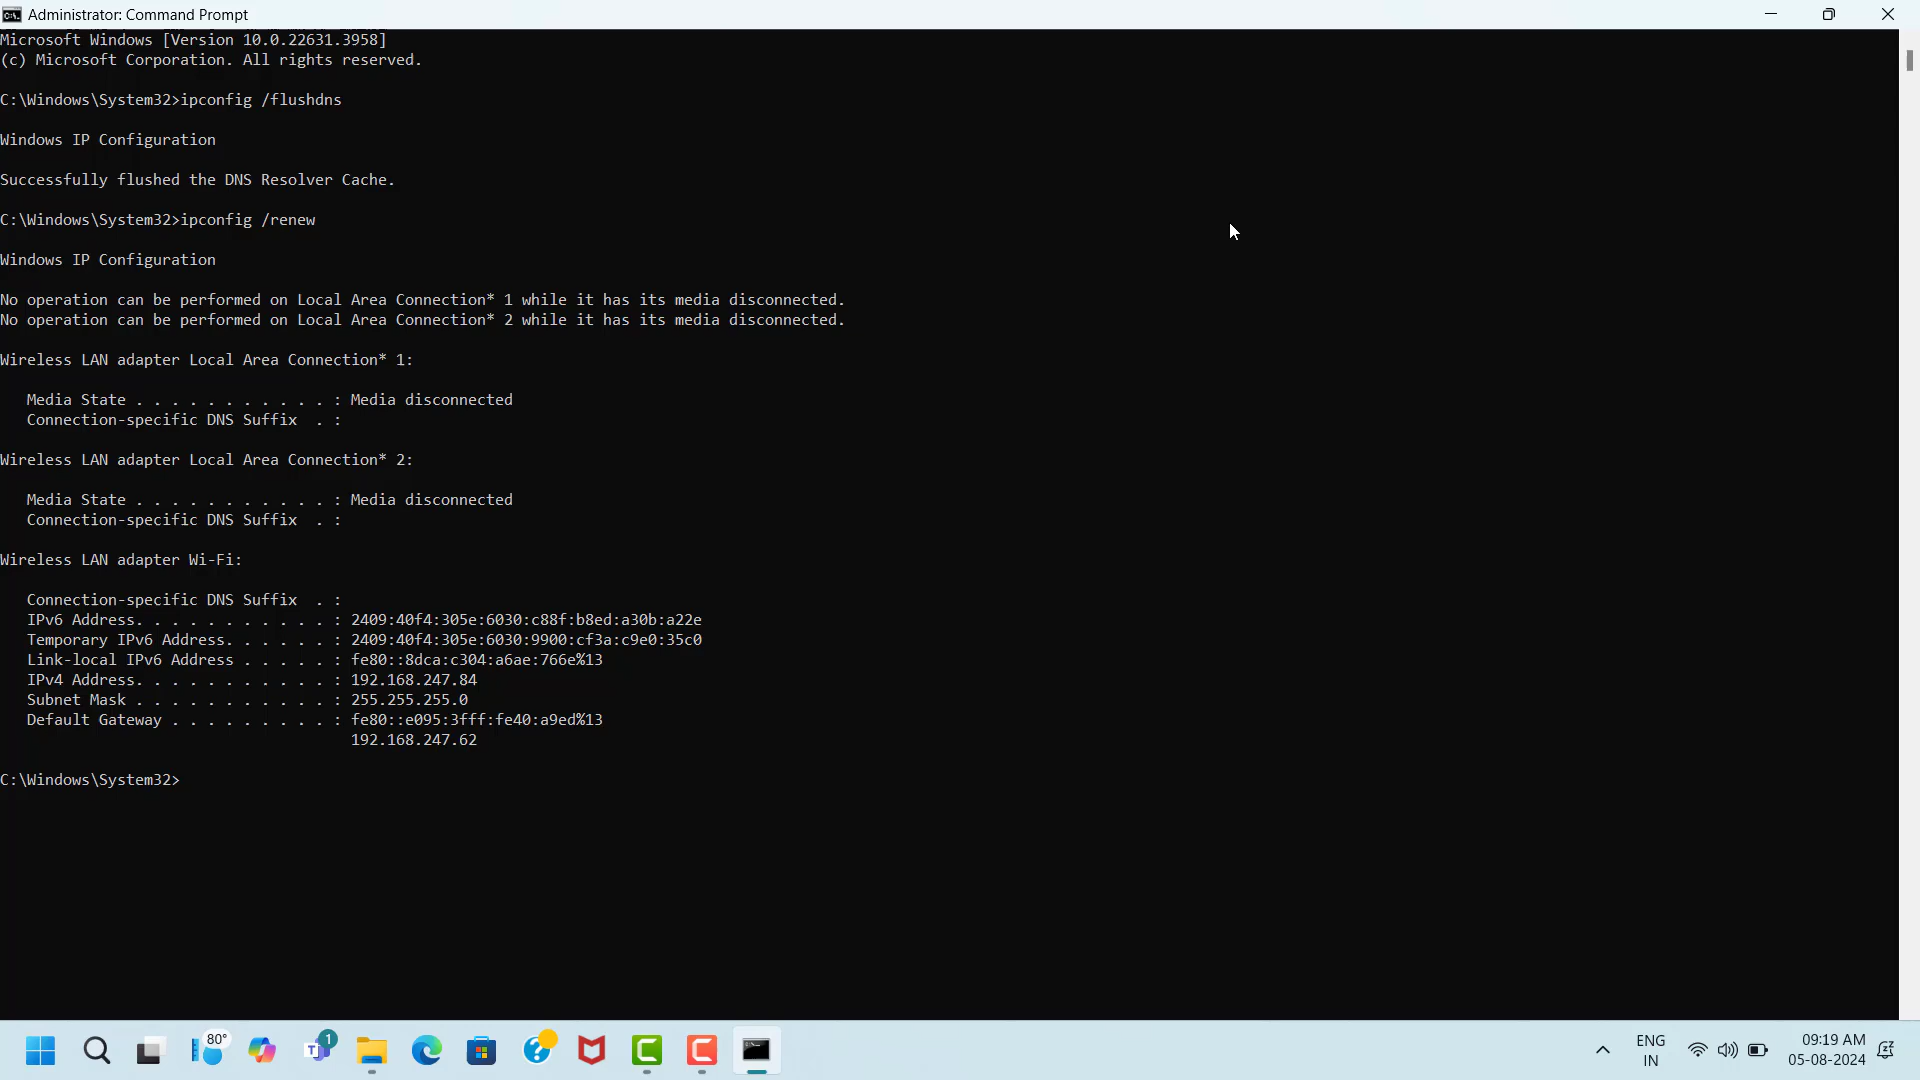 Administrator: Command Prompt
Microsoft Windows [Version 10.0.22631.3958]
(c) Microsoft Corporation. All rights reserved.

C:\Windows\System32>ipconfig /flushdns

Windows IP Configuration

Successfully flushed the DNS Resolver Cache.

C:\Windows\System32>ipconfig /renew

Windows IP Configuration

No operation can be performed on Local Area Connection* 1 while it has its media disconnected.
No operation can be performed on Local Area Connection* 2 while it has its media disconnected.

Wireless LAN adapter Local Area Connection* 1:

   Media State . . . . . . . . . . . : Media disconnected
   Connection-specific DNS Suffix  . :

Wireless LAN adapter Local Area Connection* 2:

   Media State . . . . . . . . . . . : Media disconnected
   Connection-specific DNS Suffix  . :

Wireless LAN adapter Wi-Fi:

   Connection-specific DNS Suffix  . :
   IPv6 Address. . . . . . . . . . . : 2409:40f4:305e:6030:c88f:b8ed:a30b:a22e
   Temporary IPv6 Address. . . . . . : 2409:40f4:305e:6030:9900:cf3a:c9e0:35c0
   Link-local IPv6 Address . . . . . : fe80::8dca:c304:a6ae:766e%13
   IPv4 Address. . . . . . . . . . . : 192.168.247.84
   Subnet Mask . . . . . . . . . . . : 255.255.255.0
   Default Gateway . . . . . . . . . : fe80::e095:3fff:fe40:a9ed%13
                                       192.168.247.62

C:\Windows\System32>
80°
1
ENG
IN
09:19 AM
05-08-2024